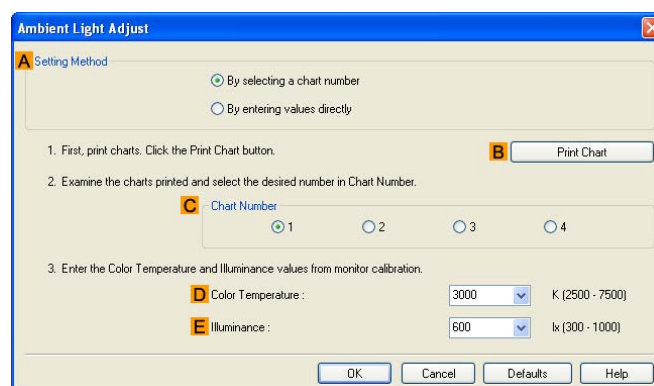 Ambient Light Adjust
A Setting Method
By selecting a chart number
By entering values directly
1. First, print charts. Click the Print Chart button. B Print Chart
2. Examine the charts printed and select the desired number in Chart Number.
C Chart Number
1 2 3 4
3. Enter the Color Temperature and Illuminance values from monitor calibration.
D Color Temperature : 3000 K (2500 - 7500)
E Illuminance : 600 lx (300 - 1000)
OK Cancel Defaults Help